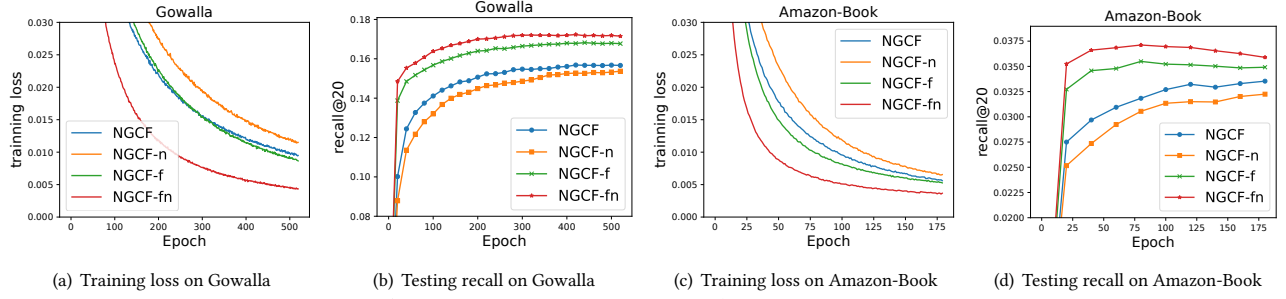 Gowalla
0.030
0.025
0.020
0.015
0.010
0.005
0.000
trainning loss
NGCF
NGCF-n
NGCF-f
NGCF-fn
0 100 200 300 400 500
Epoch
(a) Training loss on Gowalla
Gowalla
0.18
0.16
0.14
0.12
0.10
0.08
recall@20
NGCF
NGCF-n
NGCF-f
NGCF-fn
0 100 200 300 400 500
Epoch
(b) Testing recall on Gowalla
Amazon-Book
0.030
0.025
0.020
0.015
0.010
0.005
0.000
trainning loss
NGCF
NGCF-n
NGCF-f
NGCF-fn
0 25 50 75 100 125 150 175
Epoch
(c) Training loss on Amazon-Book
Amazon-Book
0.0375
0.0350
0.0325
0.0300
0.0275
0.0250
0.0225
0.0200
recall@20
NGCF
NGCF-n
NGCF-f
NGCF-fn
0 25 50 75 100 125 150 175
Epoch
(d) Testing recall on Amazon-Book